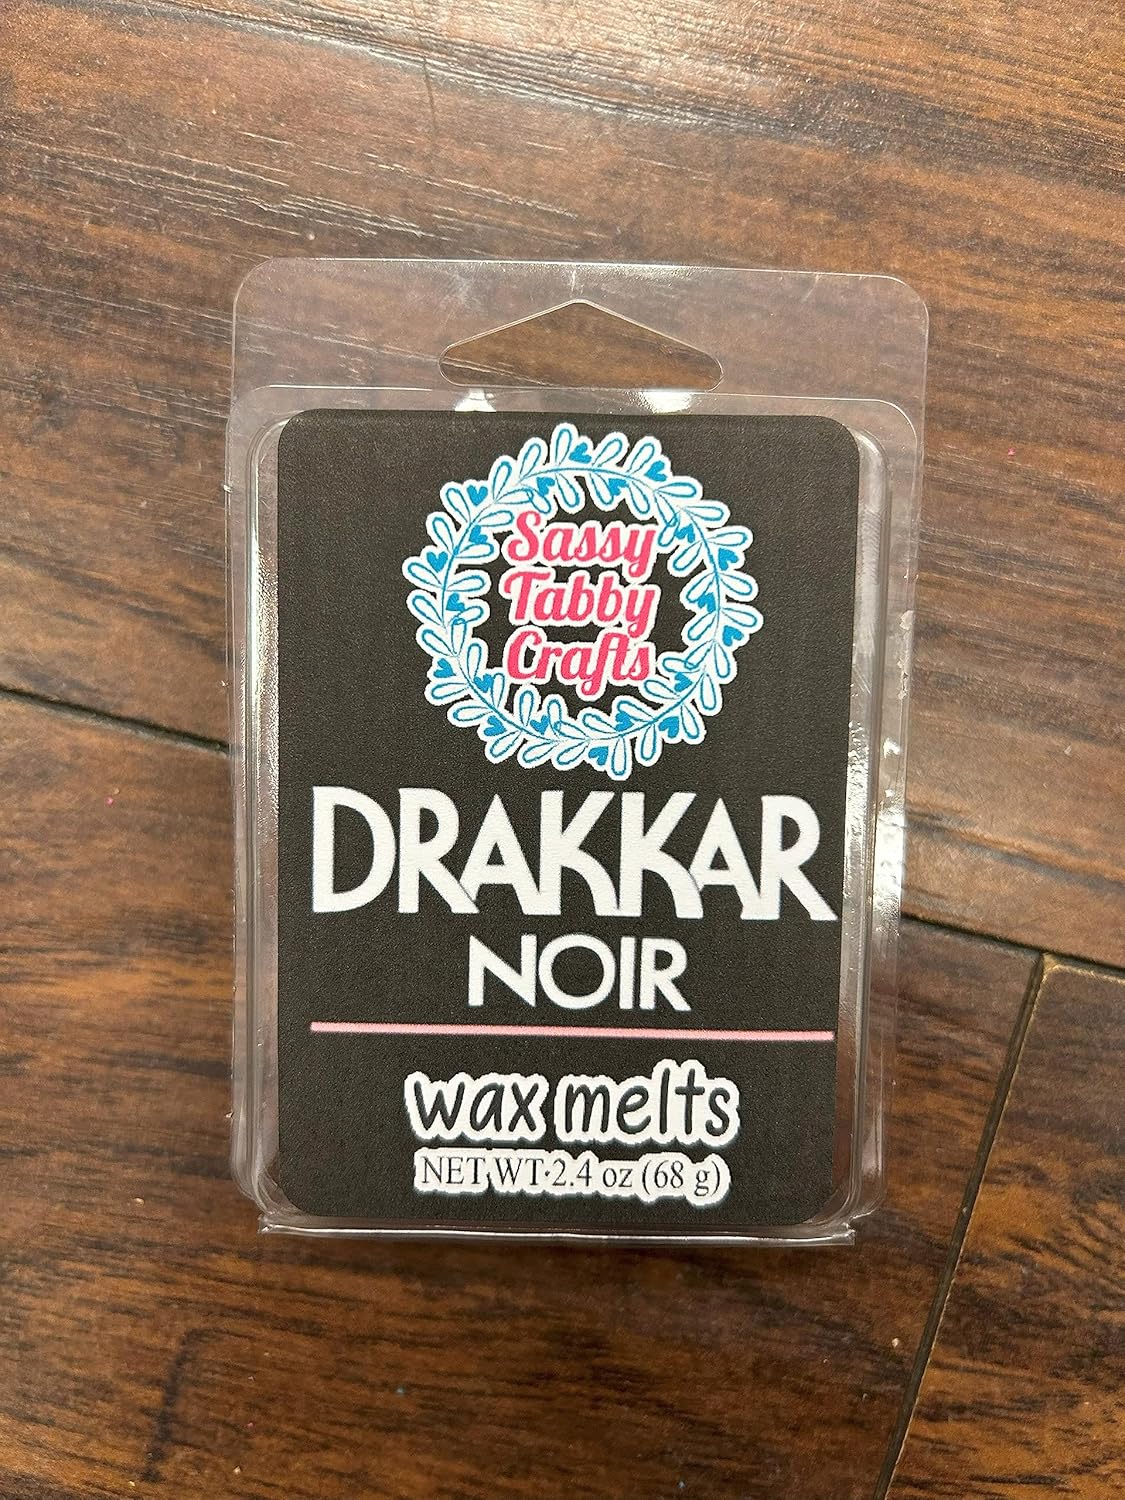 Sassy
Tabby
Crafts
DRAKKAR
NOIR
wax melts
NET WT 2.4 oz (68 g)